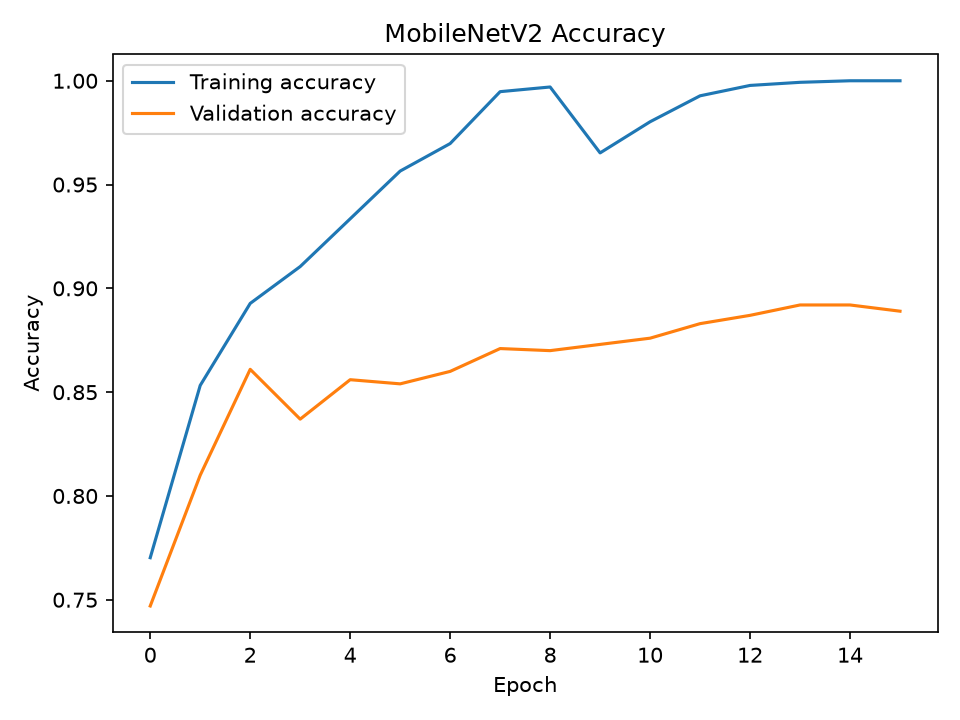 MobileNetV2 Accuracy
Training accuracy
Validation accuracy
1.00
0.95
0.90
0.85
0.80
0.75
Accuracy
0 2 4 6 8 10 12 14
Epoch